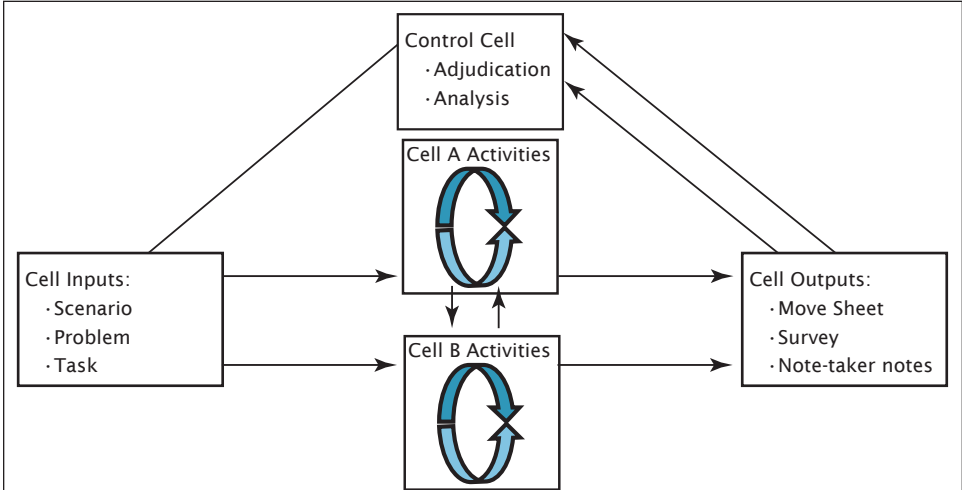 Control Cell
· Adjudication
· Analysis
Cell A Activities
Cell Inputs:
· Scenario
· Problem
· Task
Cell Outputs:
· Move Sheet
· Survey
· Note-taker notes
Cell B Activities